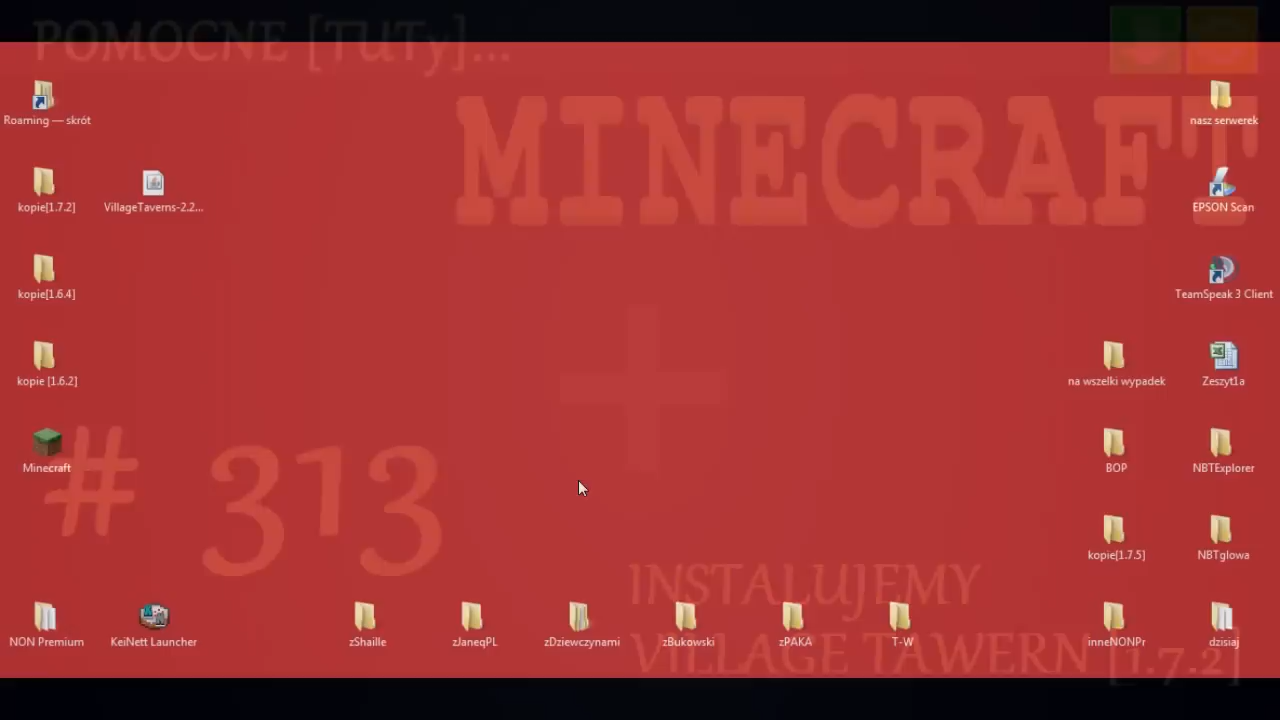 POMOCNE [TUTy]...
MINECRAFT
Roaming — skrót
nasz serwerek
kopie[1.7.2]
VillageTaverns-2.2...
EPSON Scan
kopie[1.6.4]
TeamSpeak 3 Client
kopie [1.6.2]
na wszelki wypadek
Zeszyt1a
Minecraft
BOP
NBTExplorer
# 313
kopie[1.7.5]
NBTglowa
INSTALUJEMY
VILLAGE TAWERN [1.7.2]
NON Premium
KeiNett Launcher
zShaille
zJaneqPL
zDziewczynami
zBukowski
zPAKA
T-W
inneNONPr
dzisiaj